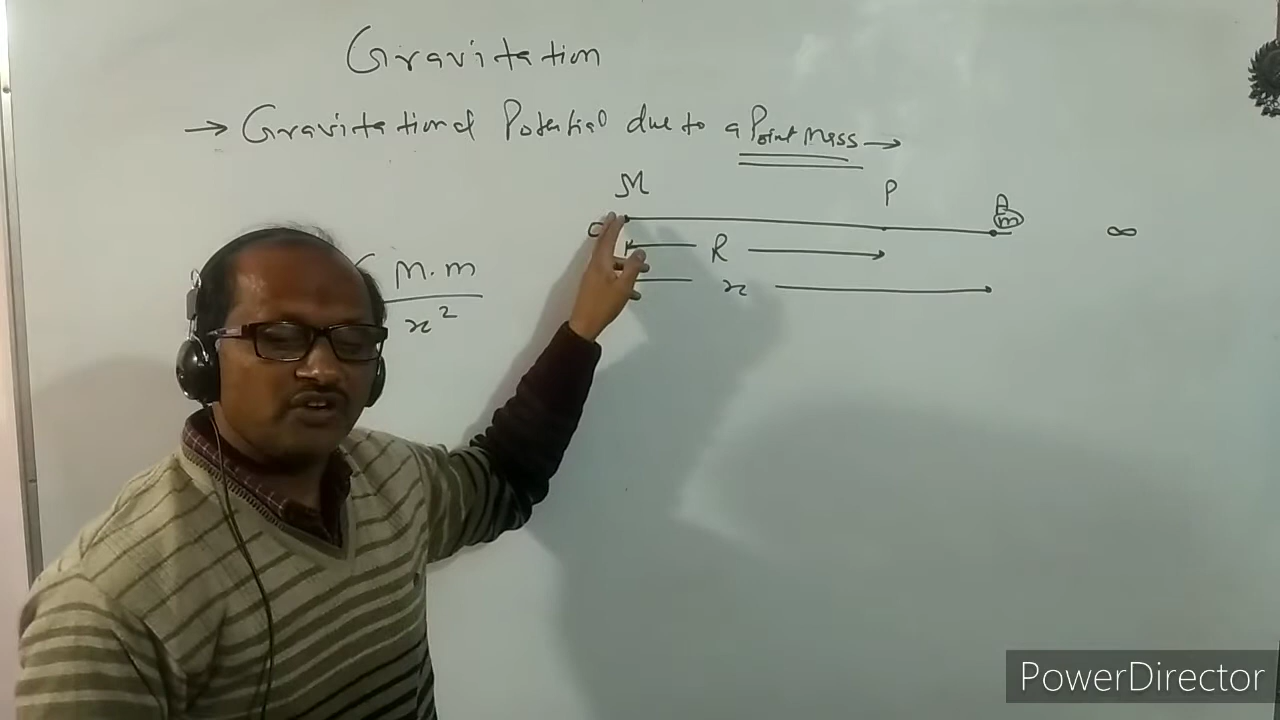 Gravitation
→ Gravitational Potential due to a Point Mass →
M
P
A
m
∞
R
x
M.m
x²
PowerDirector